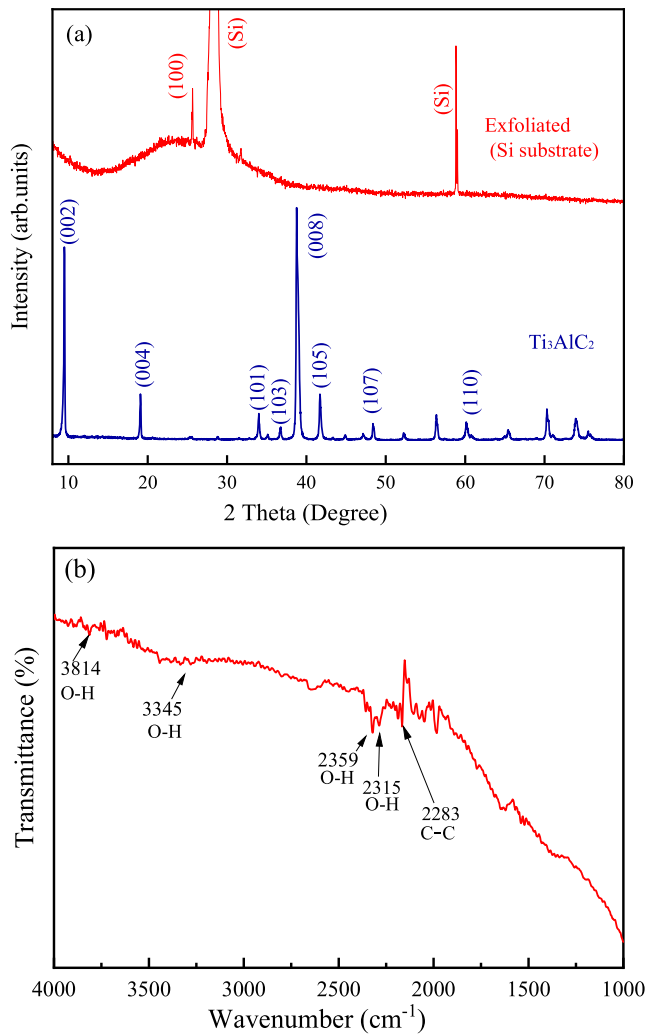 (a)
(Si)
(100)
(Si)
Exfoliated
(Si substrate)
(002)
(008)
(004)
(101)
(103)
(105)
(107)
(110)
Ti₃AlC₂
Intensity (arb.units)
10 20 30 40 50 60 70 80
2 Theta (Degree)
(b)
3814
O-H
3345
O-H
2359
O-H
2315
O-H
2283
C-C
Transmittance (%)
4000 3500 3000 2500 2000 1500 1000
Wavenumber (cm⁻¹)